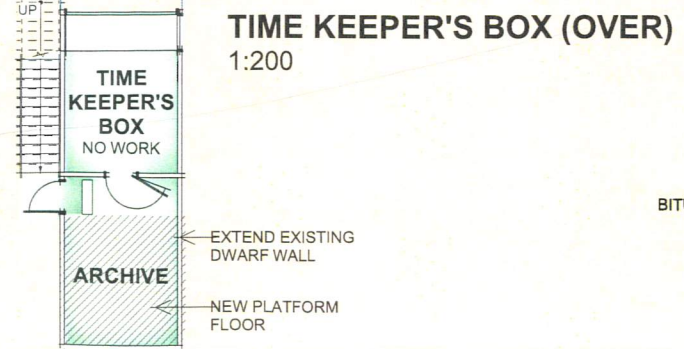 UP
TIME KEEPER'S BOX (OVER)
1:200
TIME
KEEPER'S
BOX
NO WORK
EXTEND EXISTING
DWARF WALL
ARCHIVE
NEW PLATFORM
FLOOR